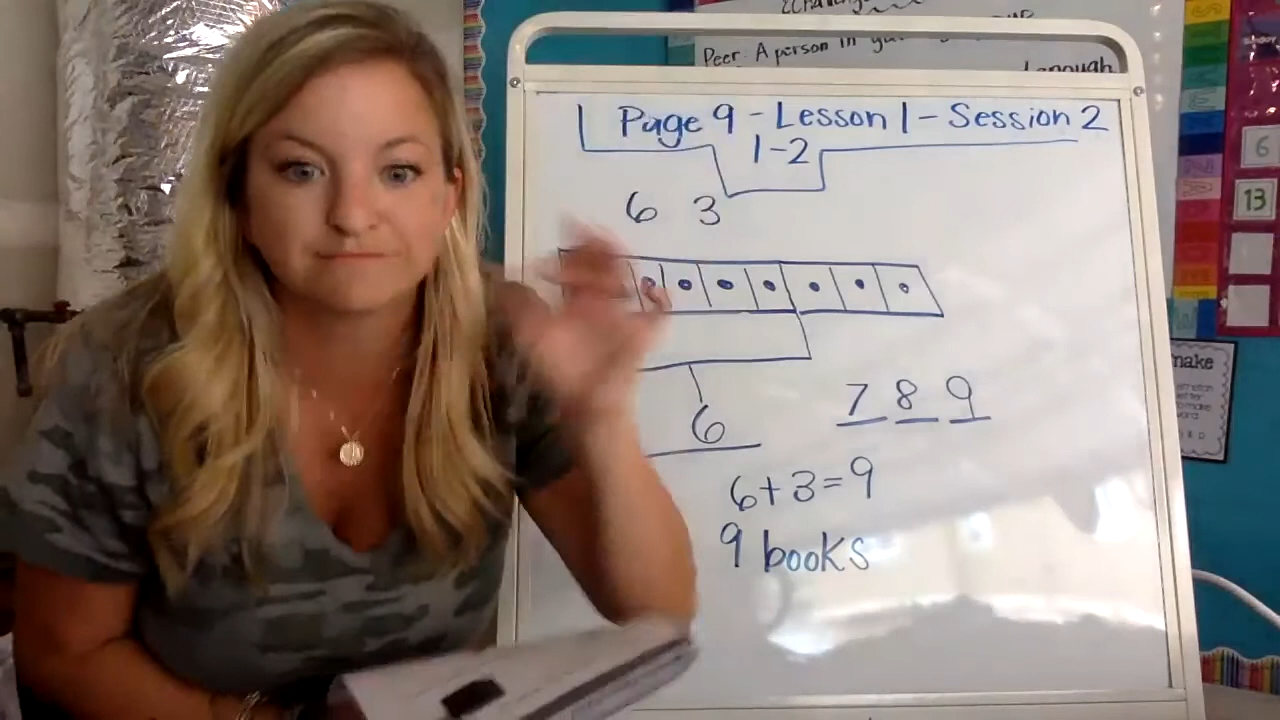 Peer: A person in
Page 9 - Lesson 1 - Session 2
1-2
6 3
6
7 8 9
6+3=9
9 books
6
13
make